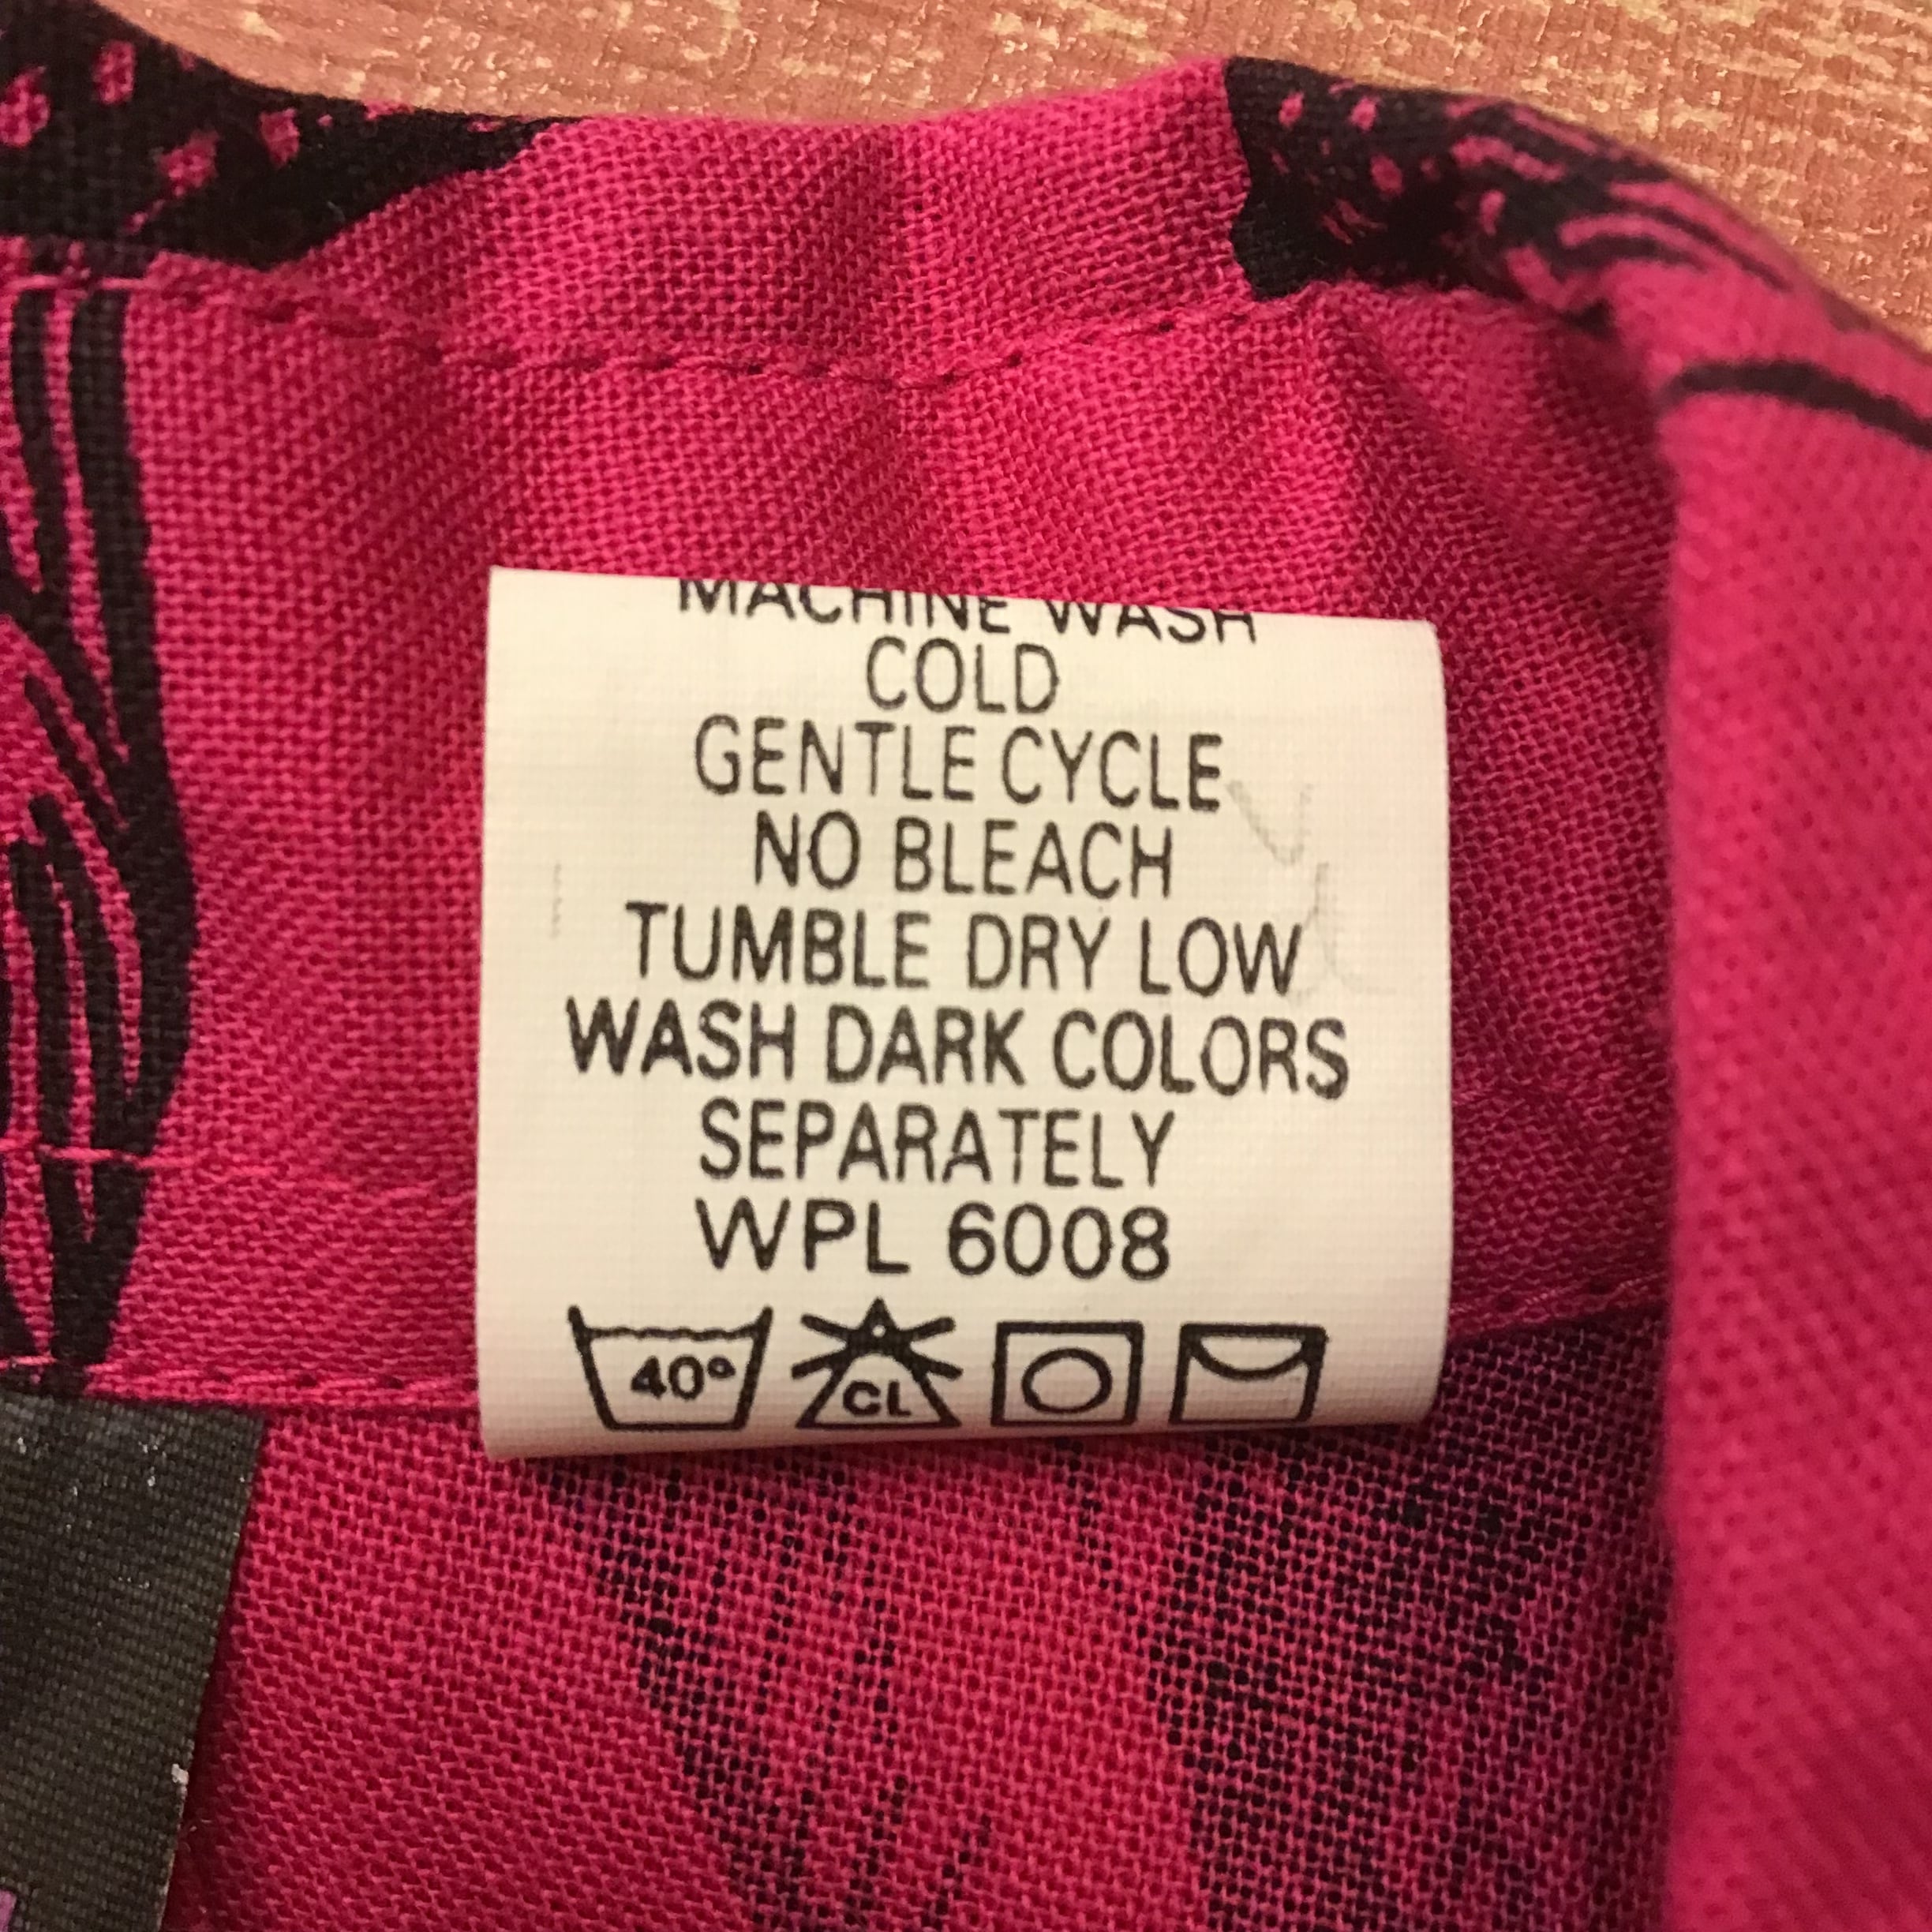 MACHINE WASH
COLD
GENTLE CYCLE
NO BLEACH
TUMBLE DRY LOW
WASH DARK COLORS
SEPARATELY
WPL 6008
40° CL